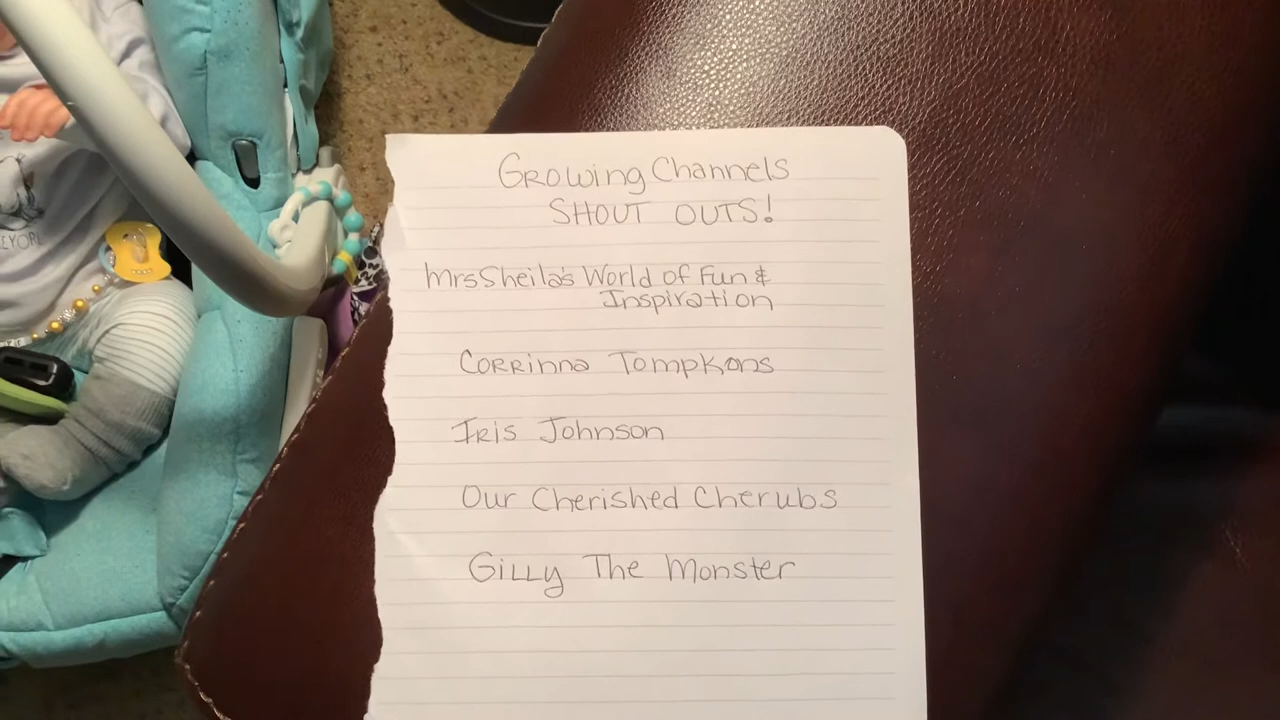 Growing Channels
SHOUT OUTS!
MrsSheila's World of Fun &
Inspiration
Corrinna Tompkons
Iris Johnson
Our Cherished Cherubs
Gilly The Monster